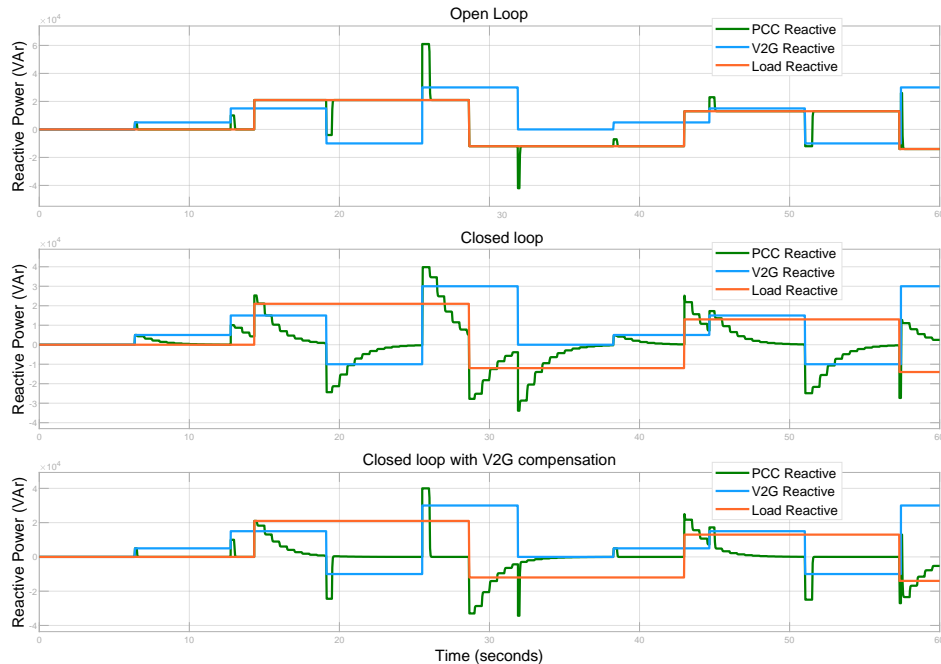 Open Loop
×10⁴
Reactive Power (VAr)
6
4
2
0
-2
-4
0
10
20
30
40
50
60
PCC Reactive
V2G Reactive
Load Reactive
Closed loop
×10⁴
Reactive Power (VAr)
4
3
2
1
0
-1
-2
-3
-4
0
10
20
30
40
50
60
PCC Reactive
V2G Reactive
Load Reactive
Closed loop with V2G compensation
×10⁴
Reactive Power (VAr)
4
2
0
-2
-4
0
10
20
30
40
50
60
PCC Reactive
V2G Reactive
Load Reactive
Time (seconds)